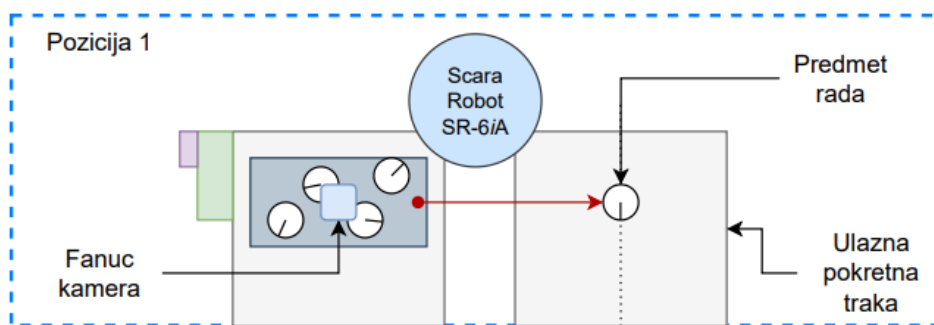 Pozicija 1
Scara
Robot
SR-6iA
Predmet
rada
Fanuc
kamera
Ulazna
pokretna
traka